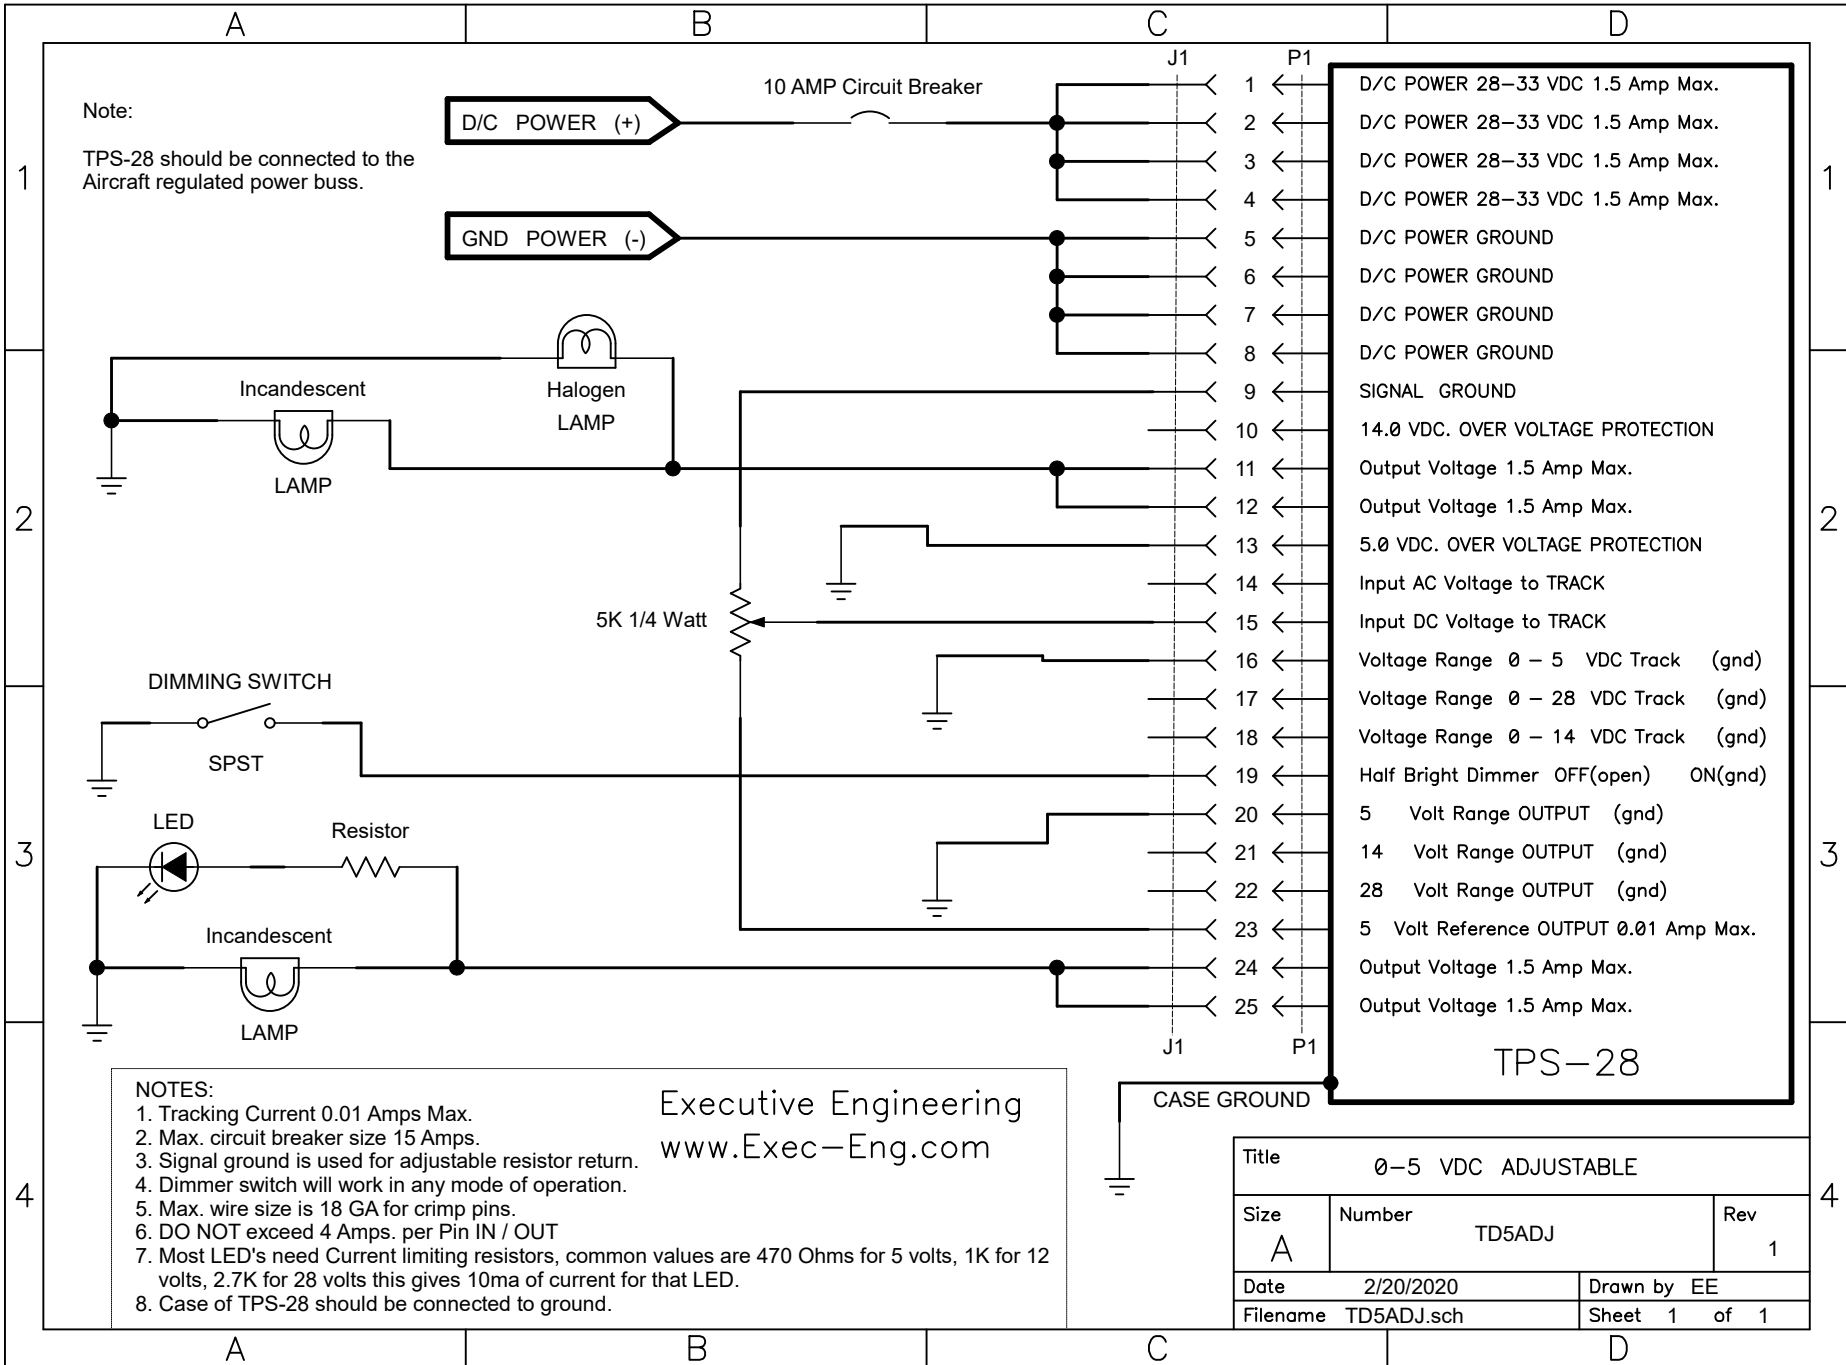 A B C D
J1 P1
Note:
TPS-28 should be connected to the
Aircraft regulated power buss.
D/C POWER (+)
10 AMP Circuit Breaker
GND POWER (-)
1
1
Halogen
LAMP
Incandescent
LAMP
2
2
5K 1/4 Watt
DIMMING SWITCH
SPST
LED
Resistor
3
3
Incandescent
LAMP
1 D/C POWER 28-33 VDC 1.5 Amp Max.
2 D/C POWER 28-33 VDC 1.5 Amp Max.
3 D/C POWER 28-33 VDC 1.5 Amp Max.
4 D/C POWER 28-33 VDC 1.5 Amp Max.
5 D/C POWER GROUND
6 D/C POWER GROUND
7 D/C POWER GROUND
8 D/C POWER GROUND
9 SIGNAL GROUND
10 14.0 VDC. OVER VOLTAGE PROTECTION
11 Output Voltage 1.5 Amp Max.
12 Output Voltage 1.5 Amp Max.
13 5.0 VDC. OVER VOLTAGE PROTECTION
14 Input AC Voltage to TRACK
15 Input DC Voltage to TRACK
16 Voltage Range 0 - 5 VDC Track (gnd)
17 Voltage Range 0 - 28 VDC Track (gnd)
18 Voltage Range 0 - 14 VDC Track (gnd)
19 Half Bright Dimmer OFF(open) ON(gnd)
20 5 Volt Range OUTPUT (gnd)
21 14 Volt Range OUTPUT (gnd)
22 28 Volt Range OUTPUT (gnd)
23 5 Volt Reference OUTPUT 0.01 Amp Max.
24 Output Voltage 1.5 Amp Max.
25 Output Voltage 1.5 Amp Max.
J1 P1
TPS-28
CASE GROUND
NOTES:
1. Tracking Current 0.01 Amps Max.
2. Max. circuit breaker size 15 Amps.
3. Signal ground is used for adjustable resistor return.
4. Dimmer switch will work in any mode of operation.
5. Max. wire size is 18 GA for crimp pins.
6. DO NOT exceed 4 Amps. per Pin IN / OUT
7. Most LED's need Current limiting resistors, common values are 470 Ohms for 5 volts, 1K for 12
volts, 2.7K for 28 volts this gives 10ma of current for that LED.
8. Case of TPS-28 should be connected to ground.
Executive Engineering
www.Exec-Eng.com
4
4
Title 0-5 VDC ADJUSTABLE
Size A
Number TD5ADJ
Rev 1
Date 2/20/2020
Drawn by EE
Filename TD5ADJ.sch
Sheet 1 of 1
A B C D